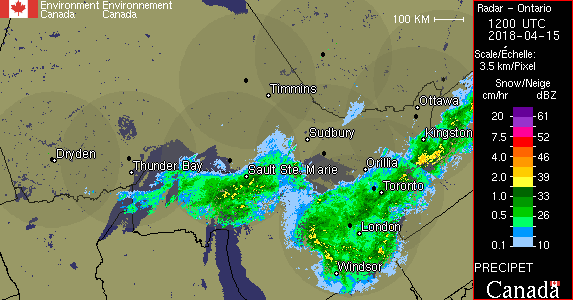 Environment Environnement
Canada Canada
100 KM
Timmins
Ottawa
Sudbury
Kingston
Dryden
Thunder Bay
Sault Ste. Marie
Orillia
Toronto
London
Windsor
Radar - Ontario
1200 UTC
2018-04-15
Scale/Échelle:
3.5 km/Pixel
Snow/Neige
cm/hr dBZ
20 61
7.5 52
4.0 46
2.0 39
1.0 33
0.5 26
0.1 10
PRECIPET
Canada